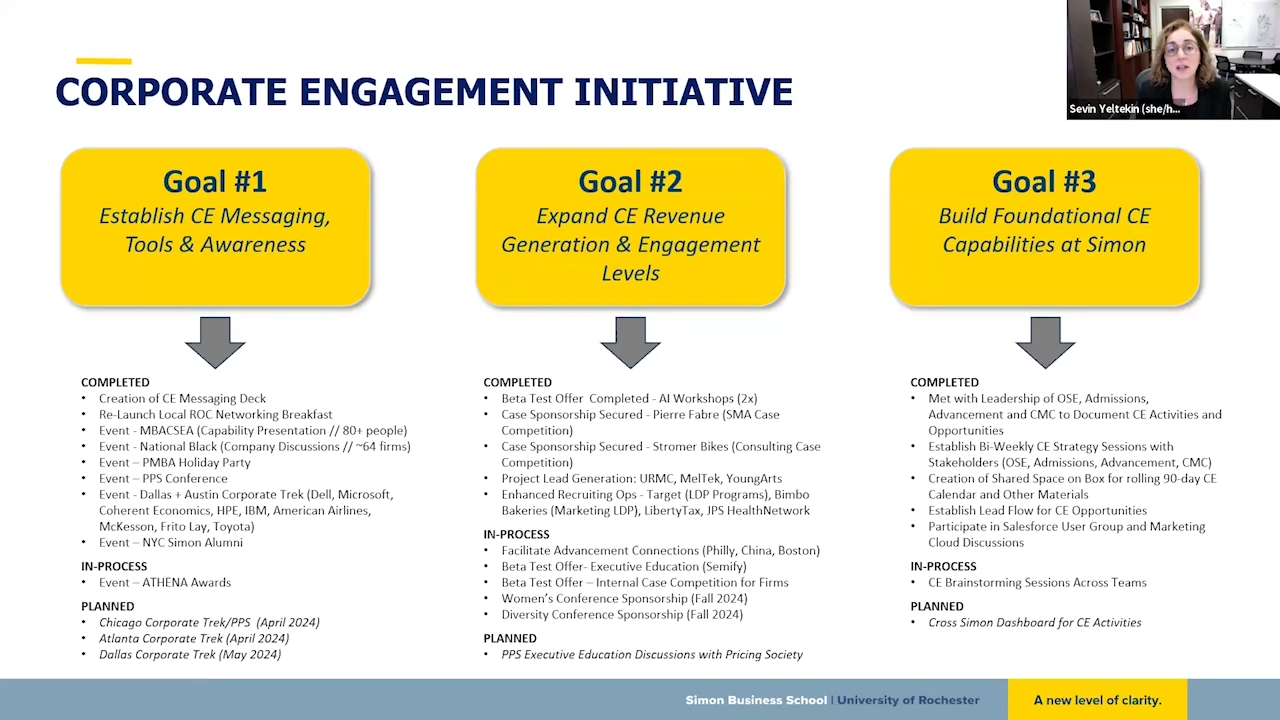 CORPORATE ENGAGEMENT INITIATIVE
Sevin Yeltekin (she/h...
Goal #1
Establish CE Messaging,
Tools & Awareness
COMPLETED
• Creation of CE Messaging Deck
• Re-Launch Local ROC Networking Breakfast
• Event - MBACSEA (Capability Presentation // 80+ people)
• Event - National Black (Company Discussions // ~64 firms)
• Event – PMBA Holiday Party
• Event – PPS Conference
• Event - Dallas + Austin Corporate Trek (Dell, Microsoft,
Coherent Economics, HPE, IBM, American Airlines,
McKesson, Frito Lay, Toyota)
• Event – NYC Simon Alumni
IN-PROCESS
• Event – ATHENA Awards
PLANNED
• Chicago Corporate Trek/PPS (April 2024)
• Atlanta Corporate Trek (April 2024)
• Dallas Corporate Trek (May 2024)
Goal #2
Expand CE Revenue
Generation & Engagement
Levels
COMPLETED
• Beta Test Offer Completed - AI Workshops (2x)
• Case Sponsorship Secured - Pierre Fabre (SMA Case
Competition)
• Case Sponsorship Secured - Stromer Bikes (Consulting Case
Competition)
• Project Lead Generation: URMC, MelTek, YoungArts
• Enhanced Recruiting Ops - Target (LDP Programs), Bimbo
Bakeries (Marketing LDP), LibertyTax, JPS HealthNetwork
IN-PROCESS
• Facilitate Advancement Connections (Philly, China, Boston)
• Beta Test Offer- Executive Education (Semify)
• Beta Test Offer – Internal Case Competition for Firms
• Women's Conference Sponsorship (Fall 2024)
• Diversity Conference Sponsorship (Fall 2024)
PLANNED
• PPS Executive Education Discussions with Pricing Society
Goal #3
Build Foundational CE
Capabilities at Simon
COMPLETED
• Met with Leadership of OSE, Admissions,
Advancement and CMC to Document CE Activities and
Opportunities
• Establish Bi-Weekly CE Strategy Sessions with
Stakeholders (OSE, Admissions, Advancement, CMC)
• Creation of Shared Space on Box for rolling 90-day CE
Calendar and Other Materials
• Establish Lead Flow for CE Opportunities
• Participate in Salesforce User Group and Marketing
Cloud Discussions
IN-PROCESS
• CE Brainstorming Sessions Across Teams
PLANNED
• Cross Simon Dashboard for CE Activities
Simon Business School | University of Rochester
A new level of clarity.